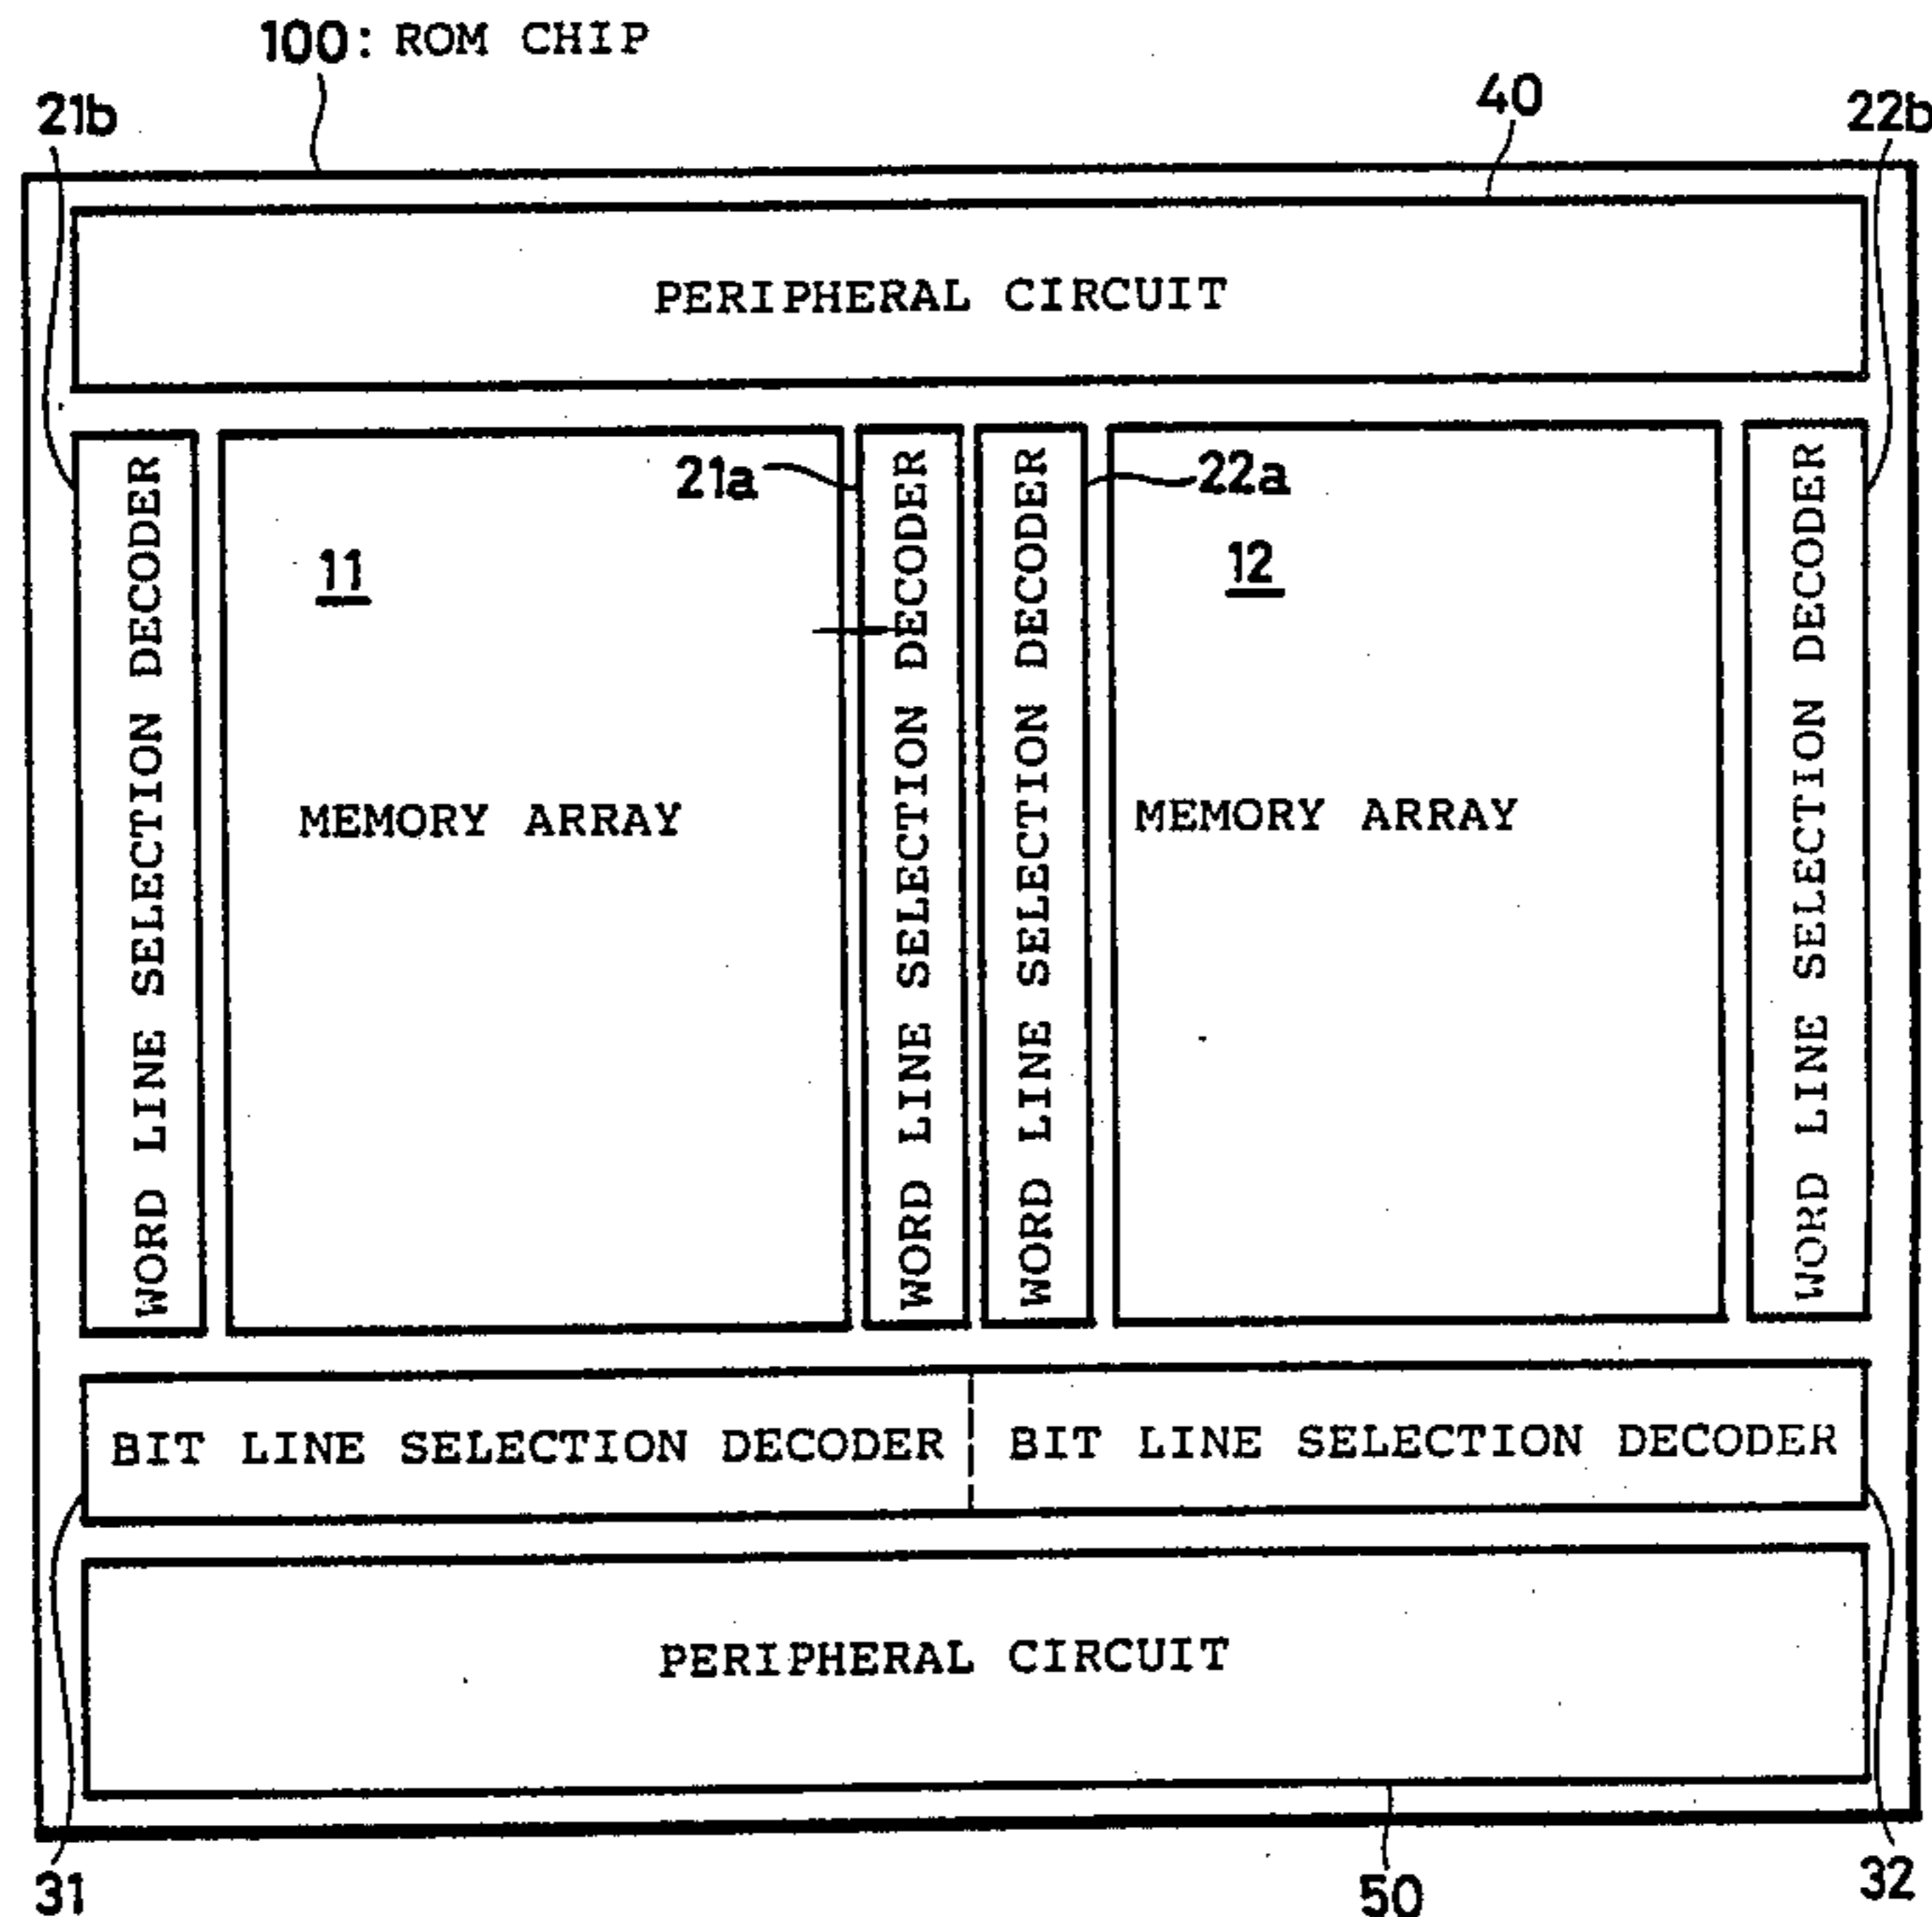 100: ROM CHIP
21b
40
22b
PERIPHERAL CIRCUIT
WORD LINE SELECTION DECODER
11
MEMORY ARRAY
21a
WORD LINE SELECTION DECODER
WORD LINE SELECTION DECODER
22a
12
MEMORY ARRAY
WORD LINE SELECTION DECODER
BIT LINE SELECTION DECODER
BIT LINE SELECTION DECODER
PERIPHERAL CIRCUIT
31
50
32